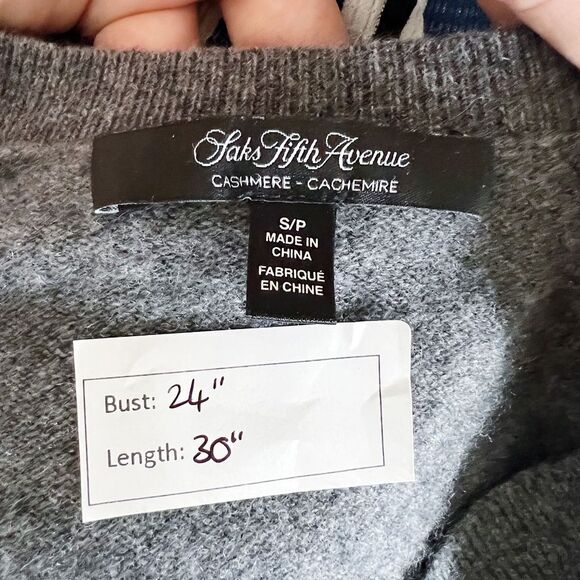 Saks Fifth Avenue
CASHMERE - CACHEMIRE
S/P
MADE IN
CHINA
FABRIQUÉ
EN CHINE
Bust: 24"
Length: 30"